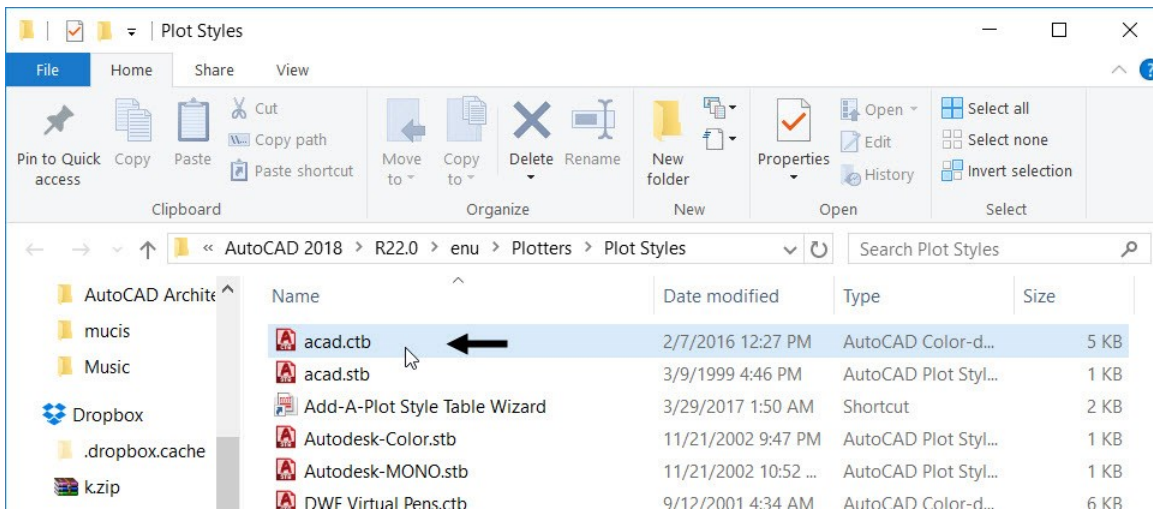 Plot Styles
File Home Share View
Pin to Quick access
Copy
Paste
Cut
Copy path
Paste shortcut
Clipboard
Move to
Copy to
Delete
Rename
Organize
New folder
New
Properties
Open
Edit
History
Open
Select all
Select none
Invert selection
Select
« AutoCAD 2018 > R22.0 > enu > Plotters > Plot Styles
Search Plot Styles
AutoCAD Archite
mucis
Music
Dropbox
.dropbox.cache
k.zip
Name Date modified Type Size
acad.ctb 2/7/2016 12:27 PM AutoCAD Color-d... 5 KB
acad.stb 3/9/1999 4:46 PM AutoCAD Plot Styl... 1 KB
Add-A-Plot Style Table Wizard 3/29/2017 1:50 AM Shortcut 2 KB
Autodesk-Color.stb 11/21/2002 9:47 PM AutoCAD Plot Styl... 1 KB
Autodesk-MONO.stb 11/21/2002 10:52 ... AutoCAD Plot Styl... 1 KB
DWF Virtual Pens.ctb 9/12/2001 4:34 AM AutoCAD Color-d... 6 KB